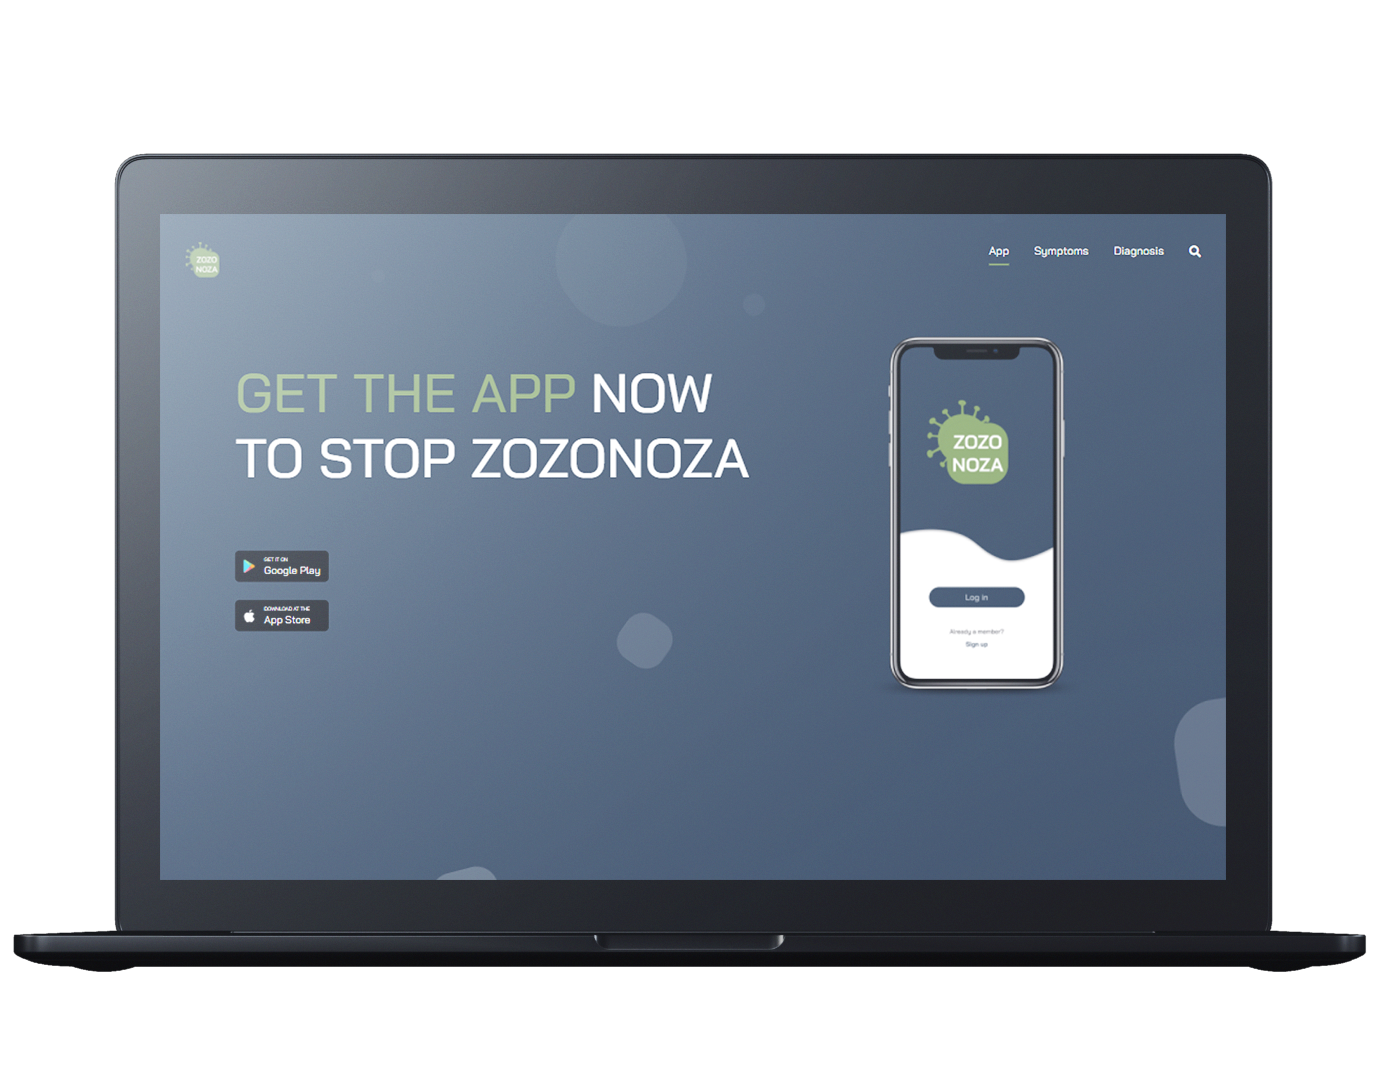 ZOZO
NOZA
App Symptoms Diagnosis
GET THE APP NOW
TO STOP ZOZONOZA
GET IT ON
Google Play
DOWNLOAD AT THE
App Store
ZOZO
NOZA
Log in
Already a member?
Sign up